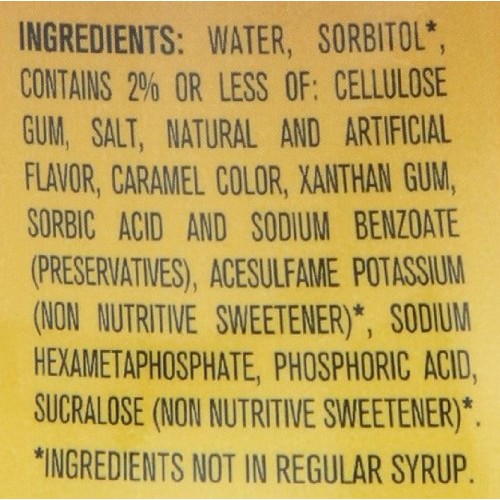 INGREDIENTS: WATER, SORBITOL*,
CONTAINS 2% OR LESS OF: CELLULOSE
GUM, SALT, NATURAL AND ARTIFICIAL
FLAVOR, CARAMEL COLOR, XANTHAN GUM,
SORBIC ACID AND SODIUM BENZOATE
(PRESERVATIVES), ACESULFAME POTASSIUM
(NON NUTRITIVE SWEETENER)*, SODIUM
HEXAMETAPHOSPHATE, PHOSPHORIC ACID,
SUCRALOSE (NON NUTRITIVE SWEETENER)*.
*INGREDIENTS NOT IN REGULAR SYRUP.